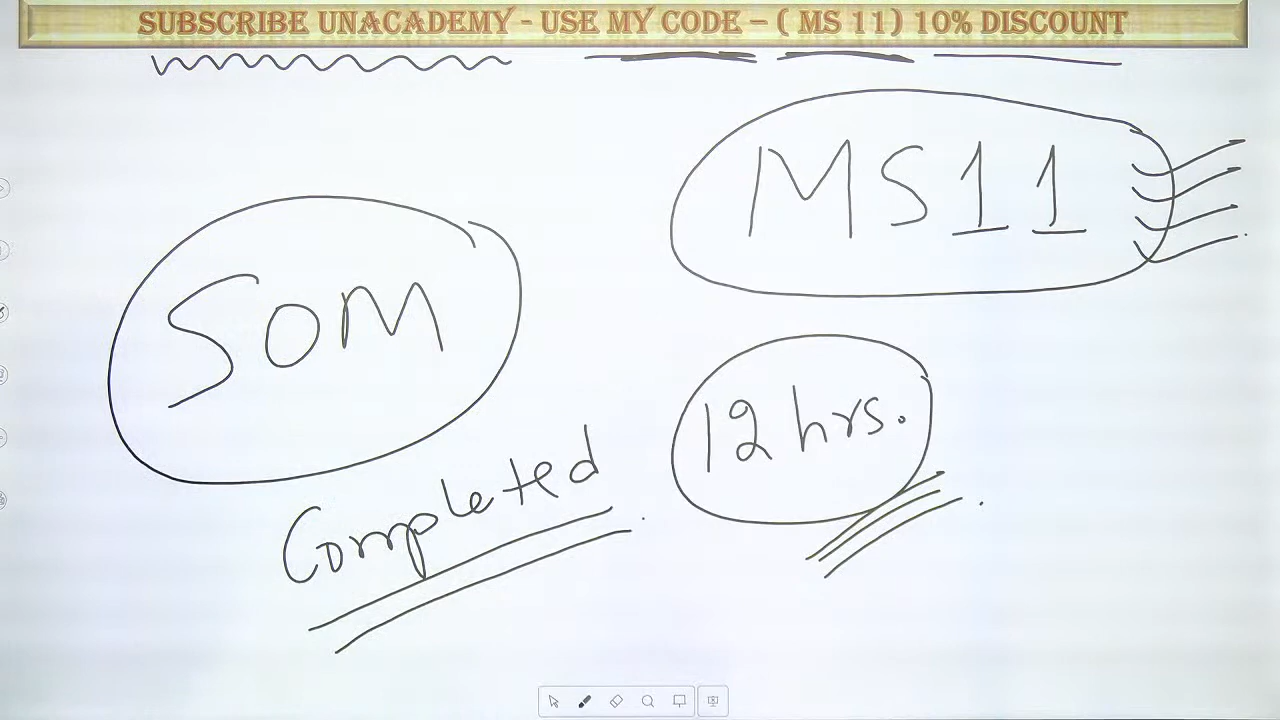 SUBSCRIBE UNACADEMY - USE MY CODE – ( MS 11) 10% DISCOUNT
MS11
SOM
12 hrs.
Completed